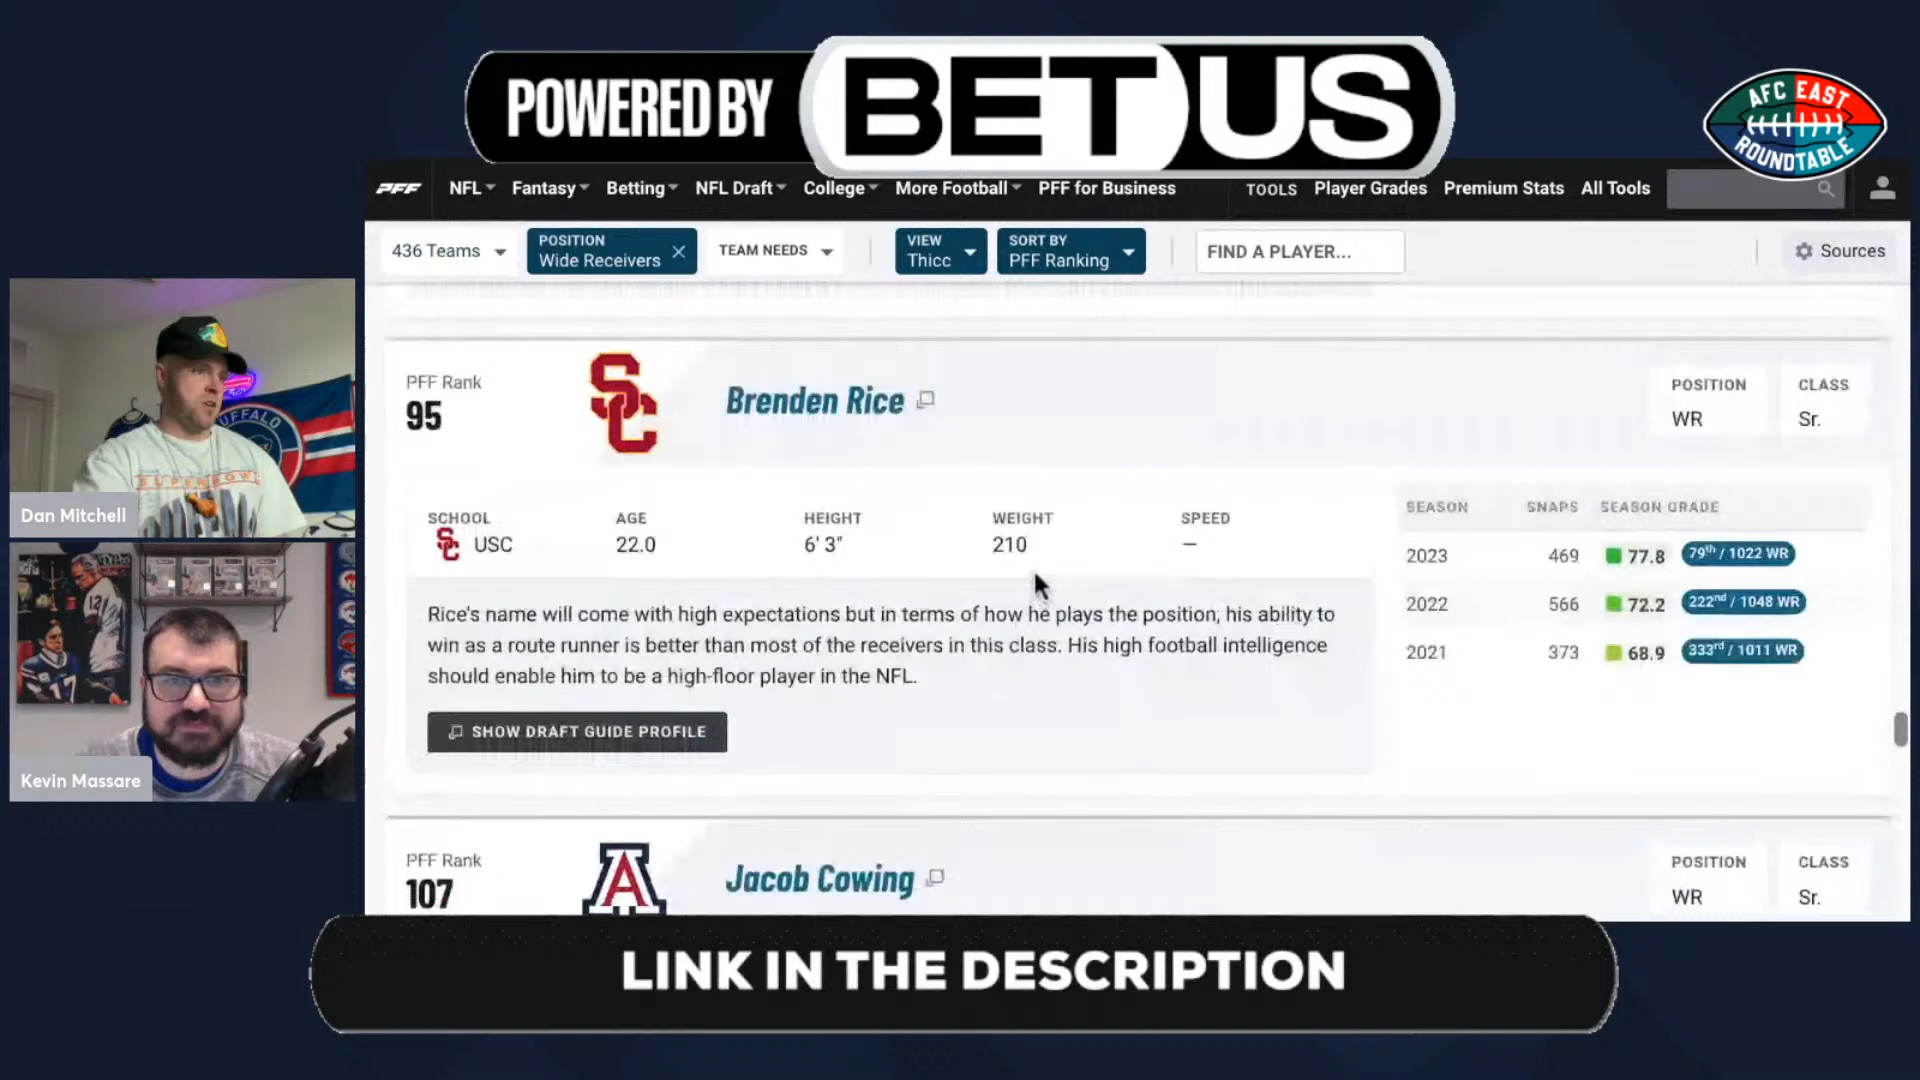 POWERED BY BETUS
AFC EAST
ROUNDTABLE
PFF NFL Fantasy Betting NFL Draft College More Football PFF for Business TOOLS Player Grades Premium Stats All Tools
436 Teams POSITION Wide Receivers TEAM NEEDS VIEW Thicc SORT BY PFF Ranking FIND A PLAYER... Sources
PFF Rank
95
SC
Brenden Rice
POSITION
WR
CLASS
Sr.
SCHOOL AGE HEIGHT WEIGHT SPEED
SC USC 22.0 6' 3" 210 —
Rice's name will come with high expectations but in terms of how he plays the position, his ability to
win as a route runner is better than most of the receivers in this class. His high football intelligence
should enable him to be a high-floor player in the NFL.
SHOW DRAFT GUIDE PROFILE
SEASON SNAPS SEASON GRADE
2023 469 77.8 79th / 1022 WR
2022 566 72.2 222nd / 1048 WR
2021 373 68.9 333rd / 1011 WR
PFF Rank
107
A
Jacob Cowing
POSITION
WR
CLASS
Sr.
SUPERBOWL
Dan Mitchell
12
17
Kevin Massare
LINK IN THE DESCRIPTION